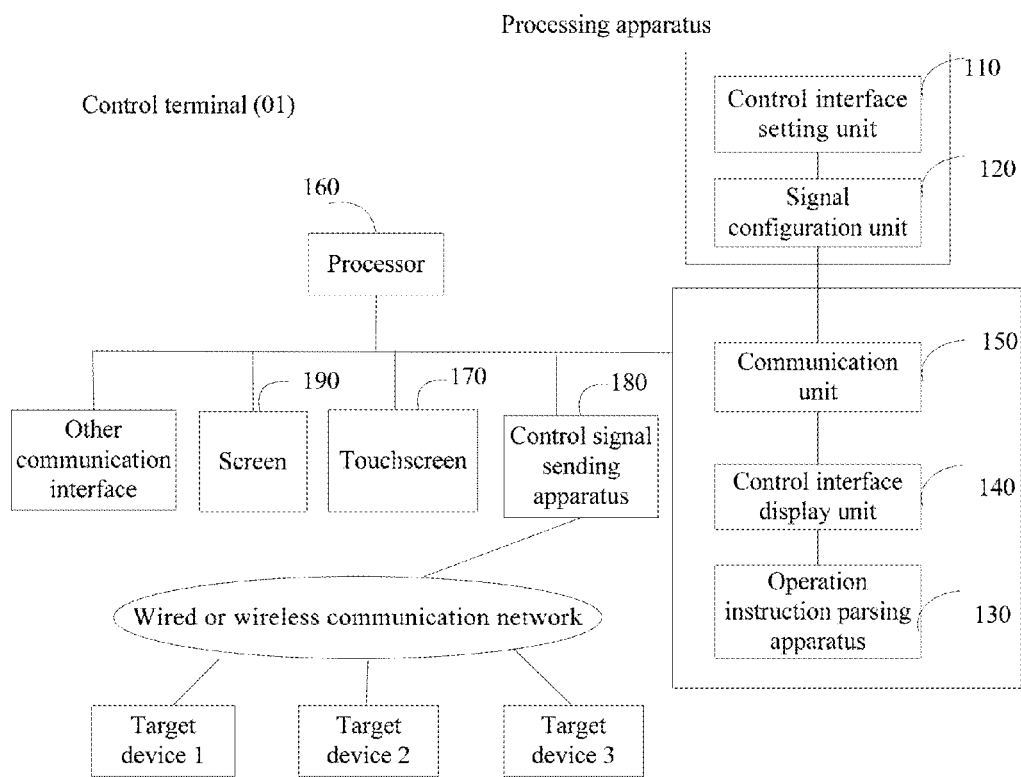 Processing apparatus
Control terminal (01)
110
Control interface
setting unit
120
Signal
configuration unit
160
Processor
150
Communication
unit
190
170
180
Other
communication
interface
Screen
Touchscreen
Control signal
sending
apparatus
140
Control interface
display unit
Operation
instruction parsing
apparatus
130
Wired or wireless communication network
Target
device 1
Target
device 2
Target
device 3